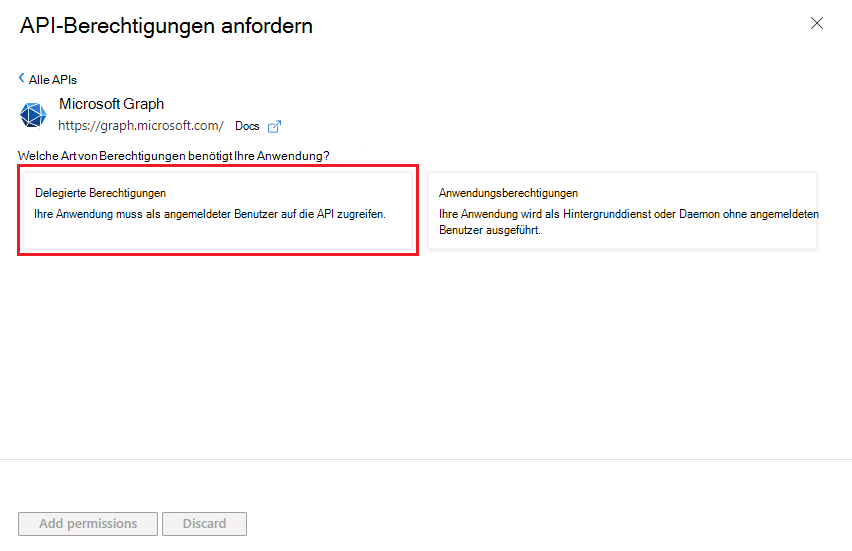 API-Berechtigungen anfordern
Alle APIs
Microsoft Graph
https://graph.microsoft.com/ Docs
Welche Art von Berechtigungen benötigt Ihre Anwendung?
Delegierte Berechtigungen
Ihre Anwendung muss als angemeldeter Benutzer auf die API zugreifen.
Anwendungsberechtigungen
Ihre Anwendung wird als Hintergrunddienst oder Daemon ohne angemeldeten
Benutzer ausgeführt.
Add permissions Discard